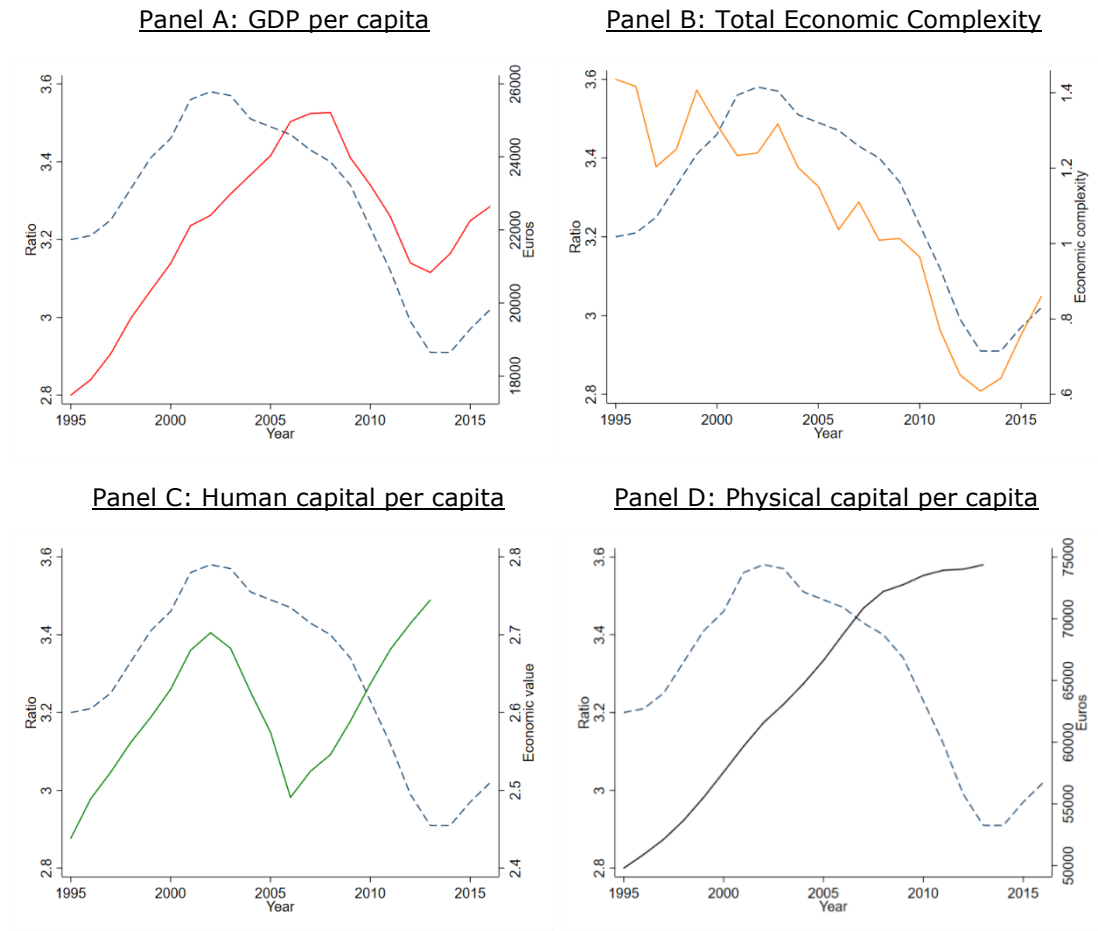 Panel A: GDP per capita
Panel B: Total Economic Complexity
3.6
3.4
3.2
3
2.8
Ratio
26000
24000
22000
20000
18000
Euros
1995 2000 2005 2010 2015
Year
3.6
3.4
3.2
3
2.8
Ratio
1.4
1.2
1
.8
.6
Economic complexity
1995 2000 2005 2010 2015
Year
Panel C: Human capital per capita
Panel D: Physical capital per capita
3.6
3.4
3.2
3
2.8
Ratio
2.8
2.7
2.6
2.5
2.4
Economic value
1995 2000 2005 2010 2015
Year
3.6
3.4
3.2
3
2.8
Ratio
75000
70000
65000
60000
55000
50000
Euros
1995 2000 2005 2010 2015
Year